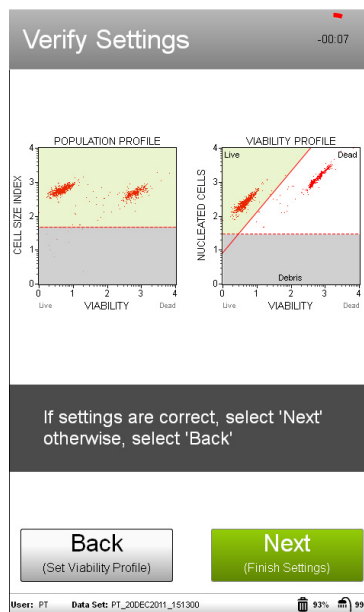 Verify Settings
-00:07
POPULATION PROFILE
VIABILITY PROFILE
CELL SIZE INDEX
4
3
2
1
0
0 1 2 3 4
Live VIABILITY Dead
NUCLEATED CELLS
4
3
2
1
0
Live Dead
Debris
0 1 2 3 4
Live VIABILITY Dead
If settings are correct, select 'Next'
otherwise, select 'Back'
Back
(Set Viability Profile)
Next
(Finish Settings)
User: PT Data Set: PT_20DEC2011_151300 93% 99